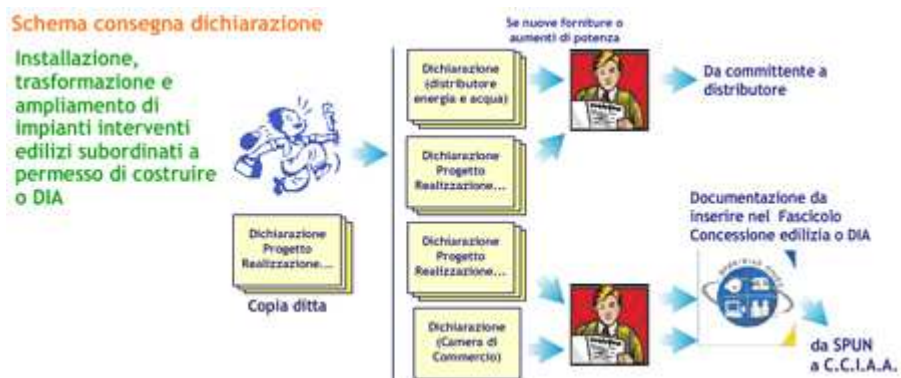 Schema consegna dichiarazione
Installazione,
trasformazione e
ampliamento di
impianti interventi
edilizi subordinati a
permesso di costruire
o DIA
Dichiarazione
Progetto
Realizzazione...
Copia ditta
Se nuove forniture o
aumenti di potenza
Dichiarazione
(distributore
energia e acqua)
Da committente a
distributore
Dichiarazione
Progetto
Realizzazione...
Dichiarazione
Progetto
Realizzazione...
Dichiarazione
(Camera di
Commercio)
Documentazione da
inserire nel Fascicolo
Concessione edilizia o DIA
da SPUN
a C.C.I.A.A.